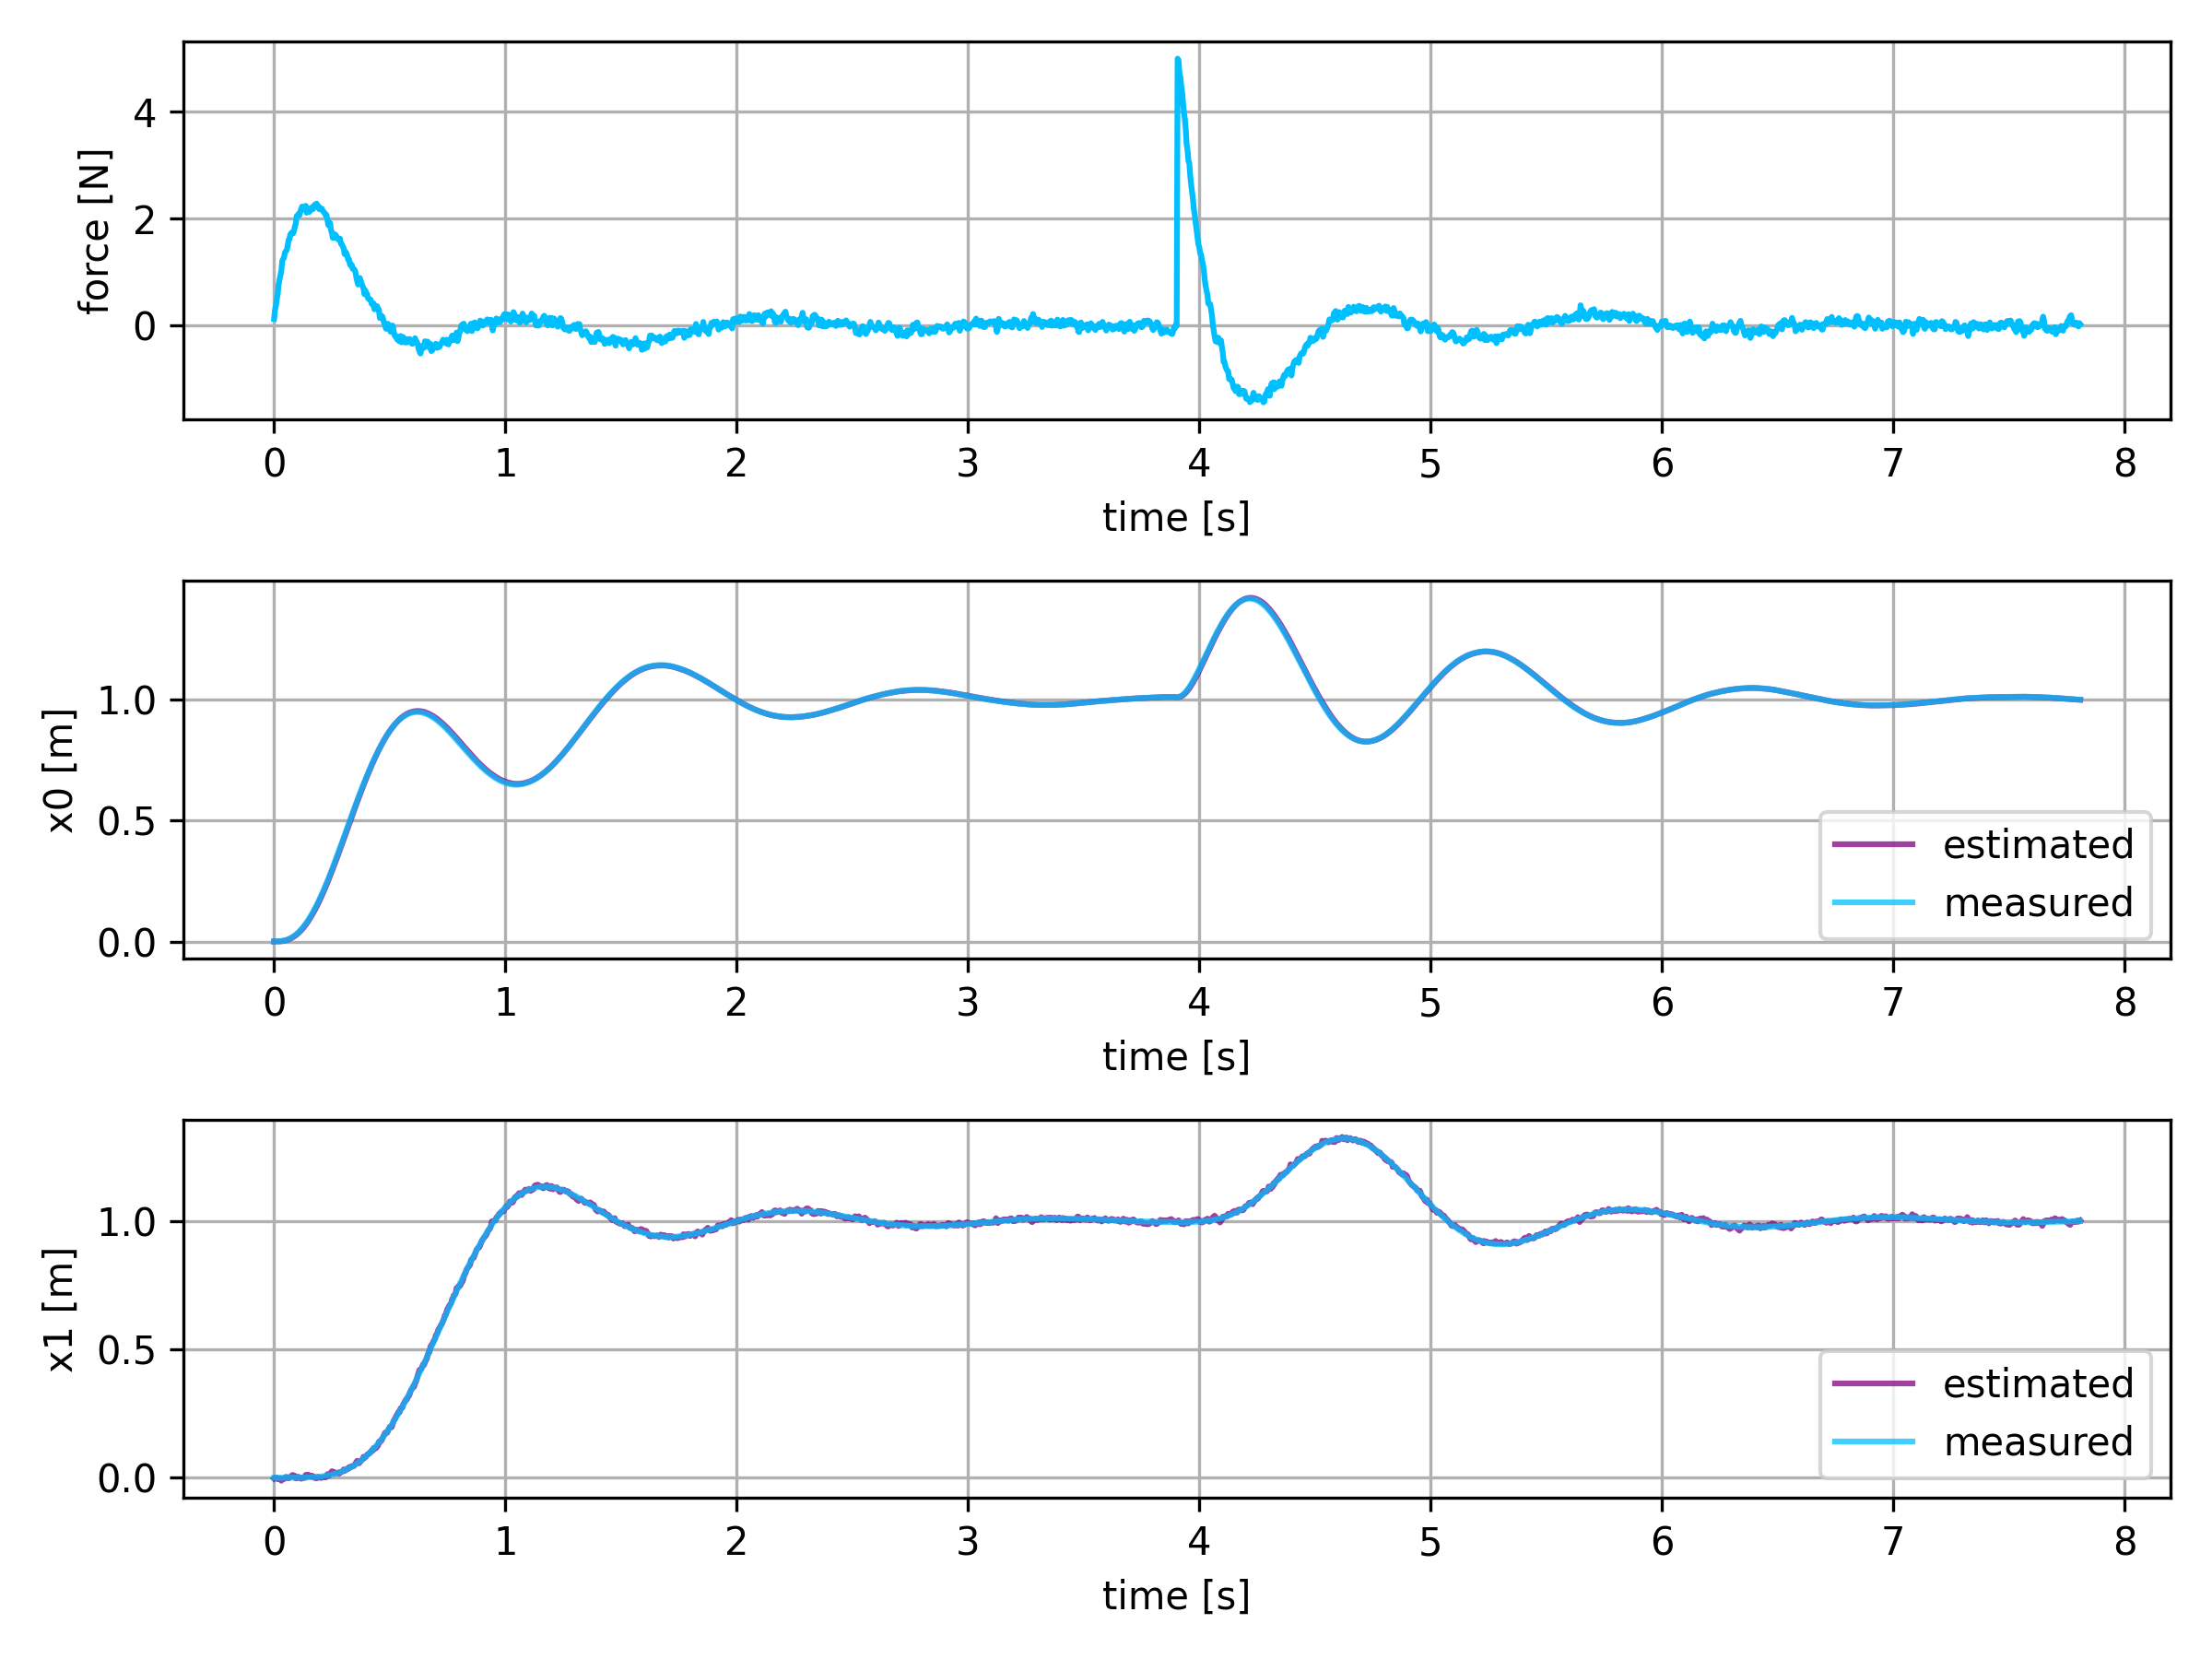 force [N]
4
2
0
0 1 2 3 4 5 6 7 8
time [s]
x0 [m]
1.0
0.5
0.0
estimated
measured
0 1 2 3 4 5 6 7 8
time [s]
x1 [m]
1.0
0.5
0.0
estimated
measured
0 1 2 3 4 5 6 7 8
time [s]